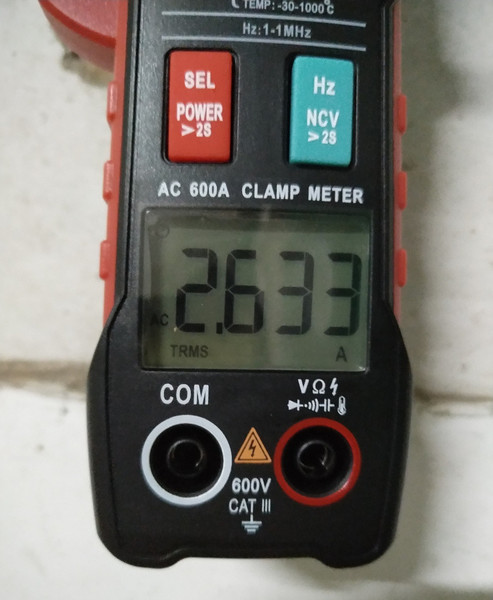 TEMP: -30-1000°C
Hz:1-1MHz
SEL
POWER
>2S
Hz
NCV
>2S
AC 600A CLAMP METER
2.633
AC
TRMS A
COM
VΩ
600V
CAT III